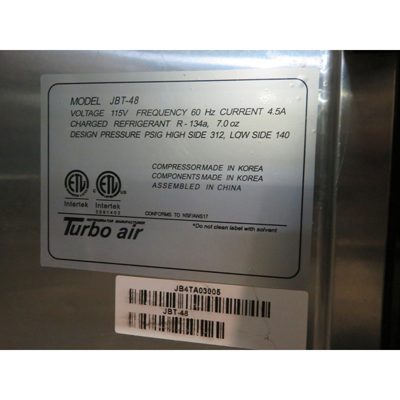 MODEL JBT-48
VOLTAGE 115V FREQUENCY 60 Hz CURRENT 4.5A
CHARGED REFRIGERANT R-134a, 7.0 oz
DESIGN PRESSURE PSIG HIGH SIDE 312, LOW SIDE 140
COMPRESSOR MADE IN KOREA
COMPONENTS MADE IN KOREA
ASSEMBLED IN CHINA
ETL ETL
Intertek Intertek
CONFORMS TO NSF/ANSI7
Turbo air
*Do not clean label with solvent
JB4TA03005
JBT-48